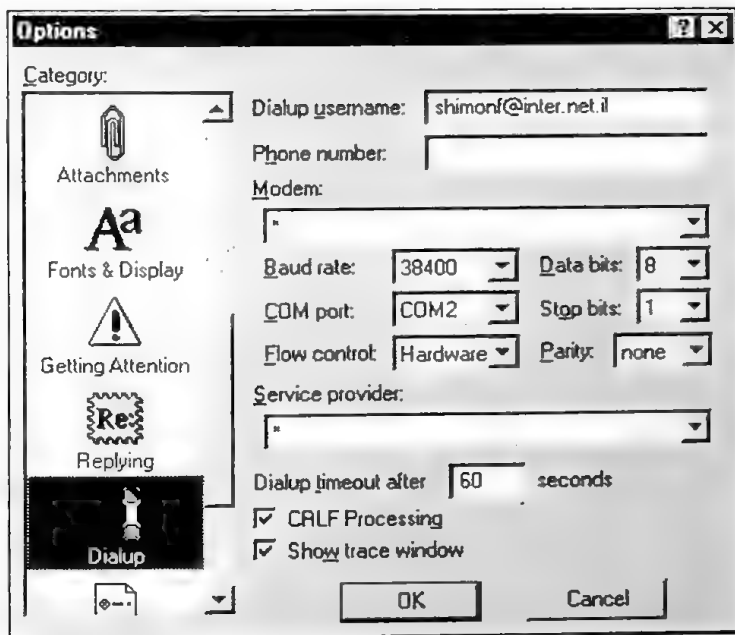 Options
Category:
Attachments
Aa
Fonts & Display
Getting Attention
Re:
Replying
Dialup
Dialup username: shimonf@inter.net.il
Phone number:
Modem:
*
Baud rate: 38400 Data bits: 8
COM port: COM2 Stop bits: 1
Flow control: Hardware Parity: none
Service provider:
*
Dialup timeout after 60 seconds
CRLF Processing
Show trace window
OK Cancel